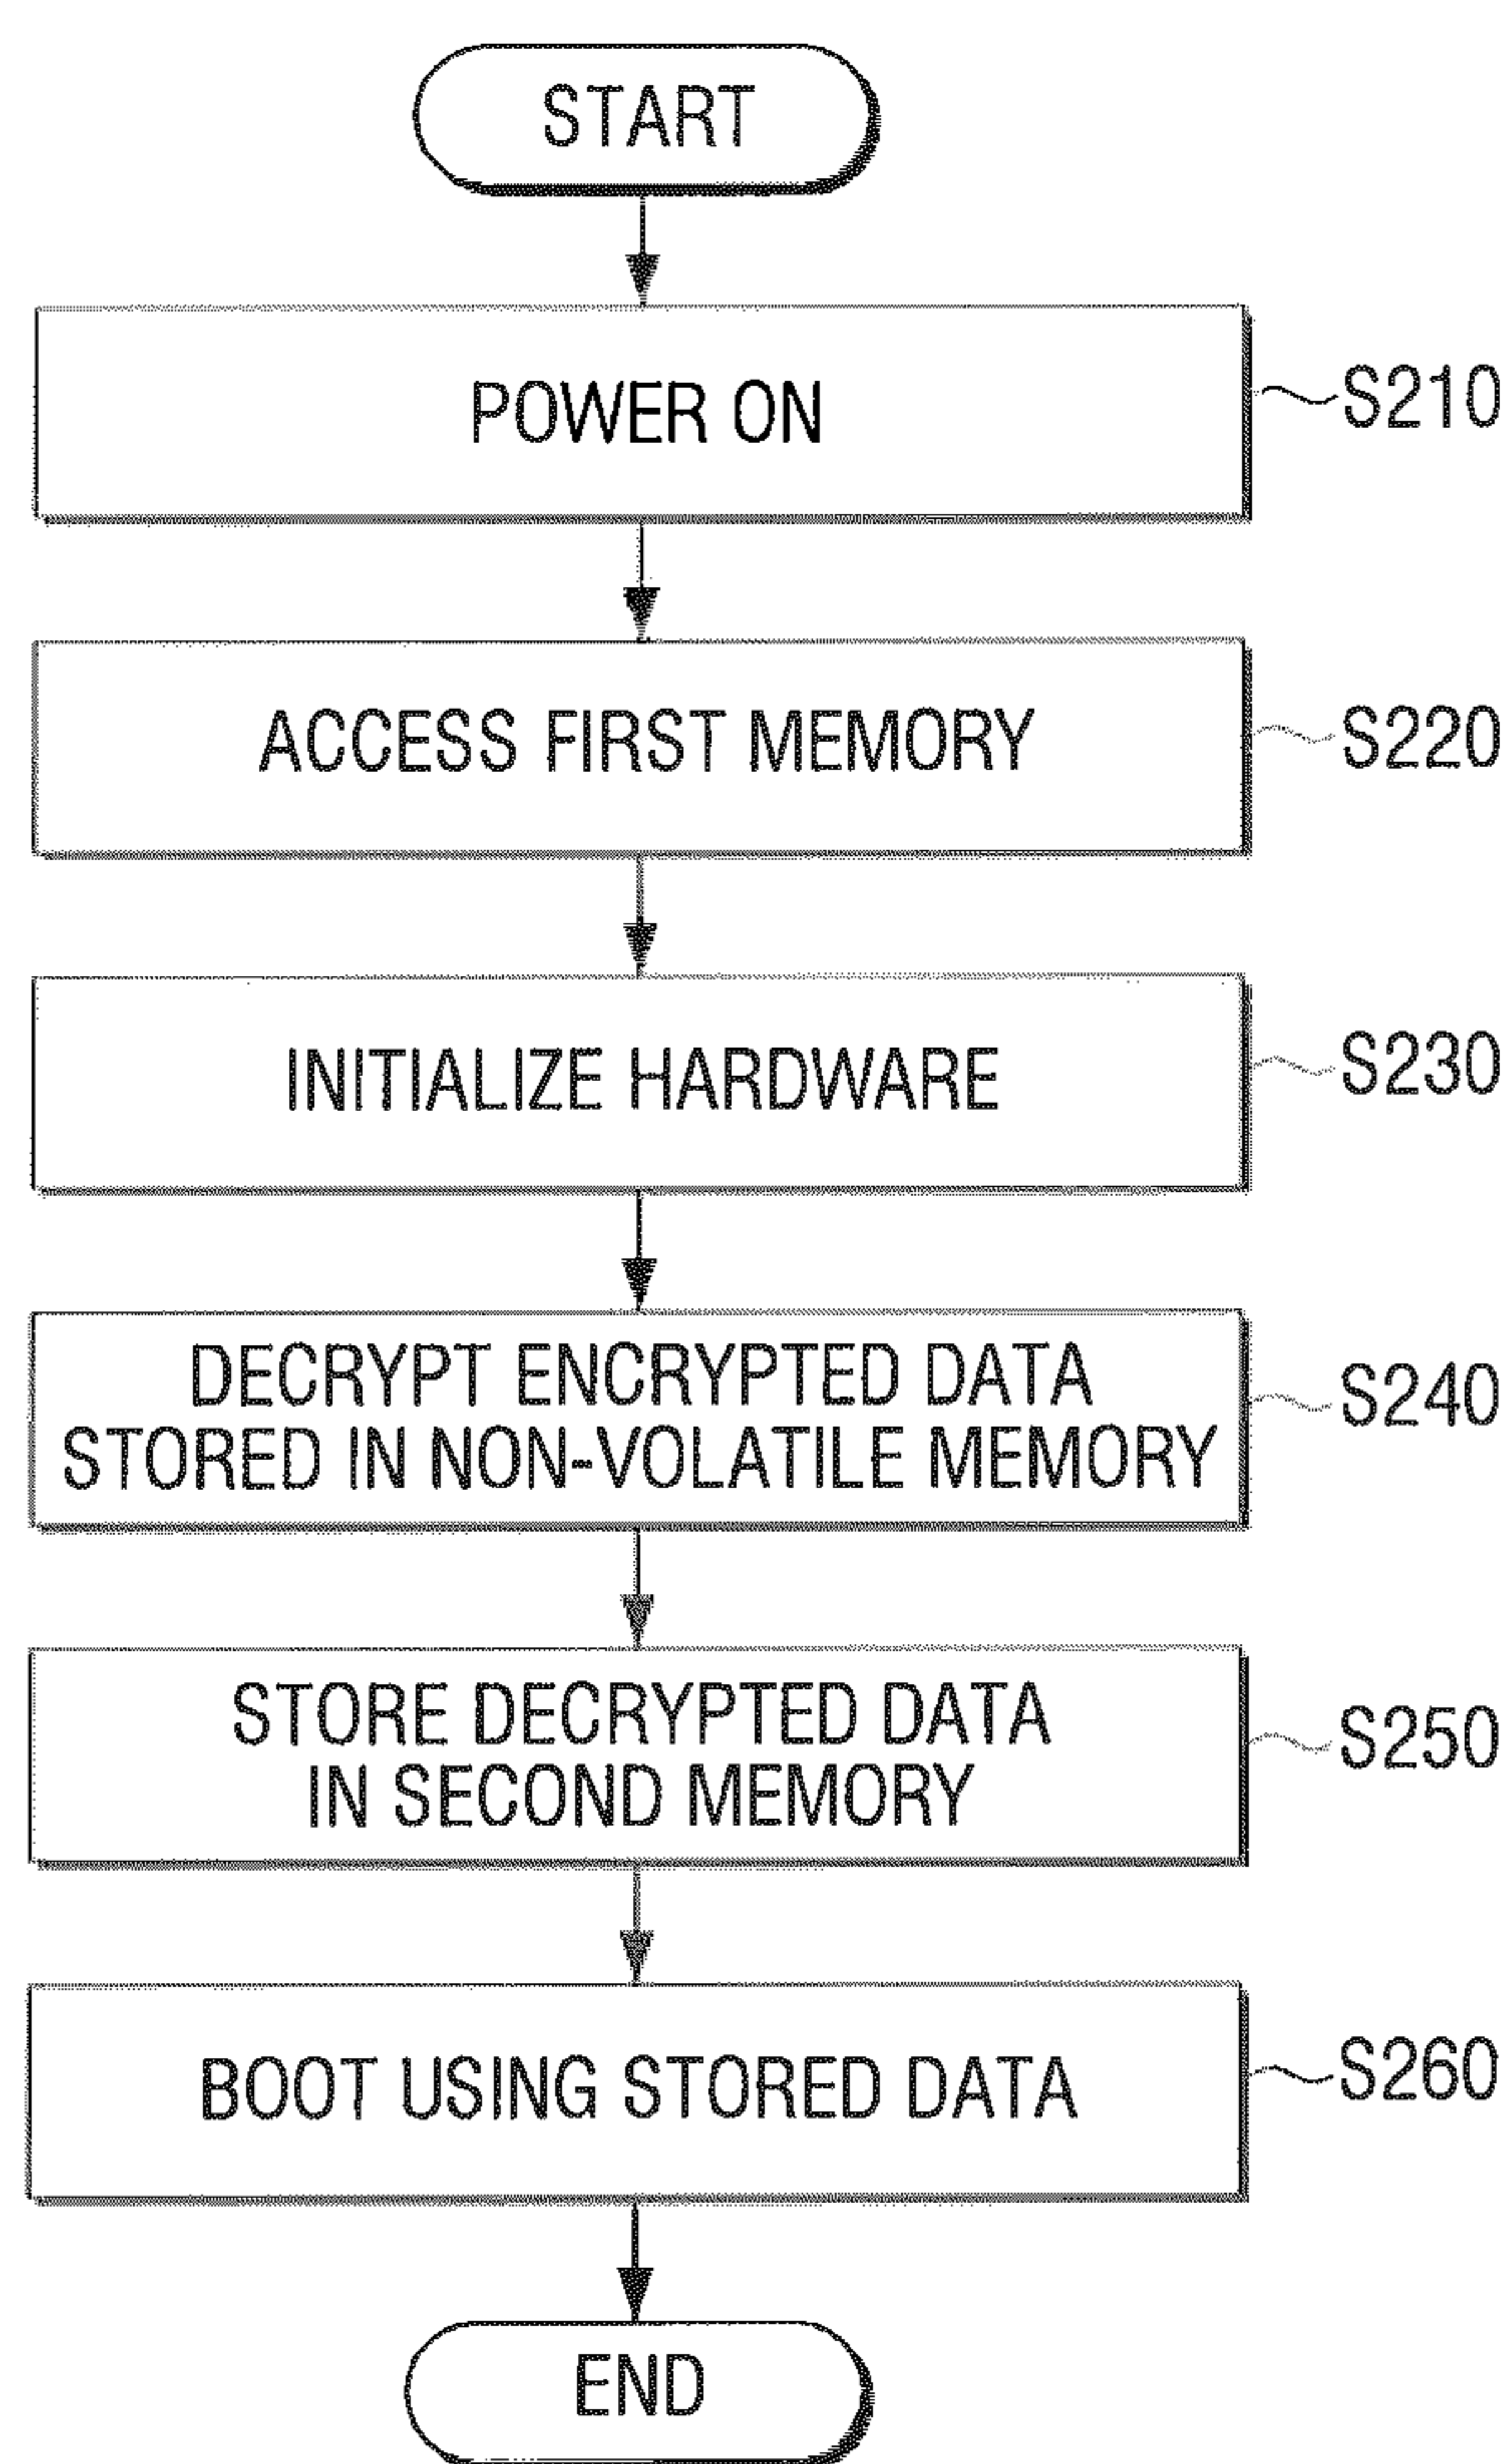 START
POWER ON
S210
ACCESS FIRST MEMORY
S220
INITIALIZE HARDWARE
S230
DECRYPT ENCRYPTED DATA
STORED IN NON-VOLATILE MEMORY
S240
STORE DECRYPTED DATA
IN SECOND MEMORY
S250
BOOT USING STORED DATA
S260
END